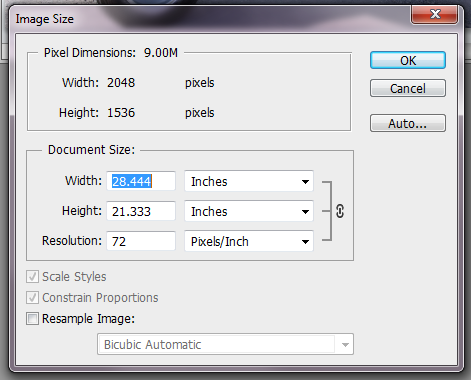 Image Size
Pixel Dimensions: 9.00M
Width: 2048 pixels
Height: 1536 pixels
OK
Cancel
Auto...
Document Size:
Width: 28.444 Inches
Height: 21.333 Inches
Resolution: 72 Pixels/Inch
Scale Styles
Constrain Proportions
Resample Image:
Bicubic Automatic